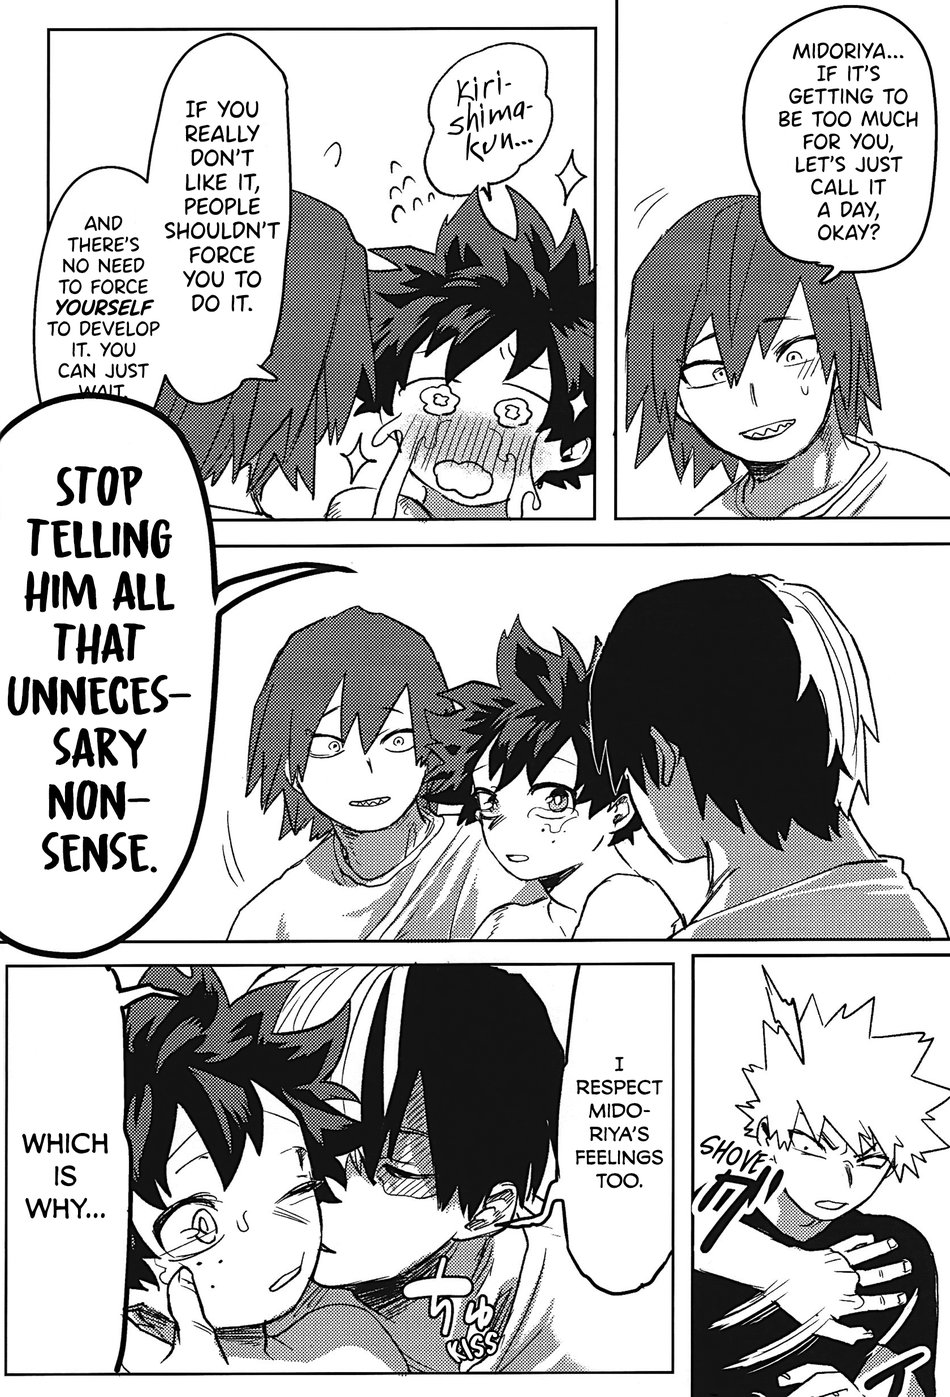 MIDORIYA...
IF IT'S
GETTING TO
BE TOO MUCH
FOR YOU,
LET'S JUST
CALL IT
A DAY,
OKAY?
Kiri-
shima-
kun...
IF YOU
REALLY
DON'T
LIKE IT,
PEOPLE
SHOULDN'T
FORCE
YOU TO
DO IT.
AND
THERE'S
NO NEED
TO FORCE
YOURSELF
TO DEVELOP
IT. YOU
CAN JUST
WAIT.
STOP
TELLING
HIM ALL
THAT
UNNECES-
SARY
NON-
SENSE.
SHOVE
グッ
I
RESPECT
MIDO-
RIYA'S
FEELINGS
TOO.
ちゅ
KISS
WHICH
IS
WHY...